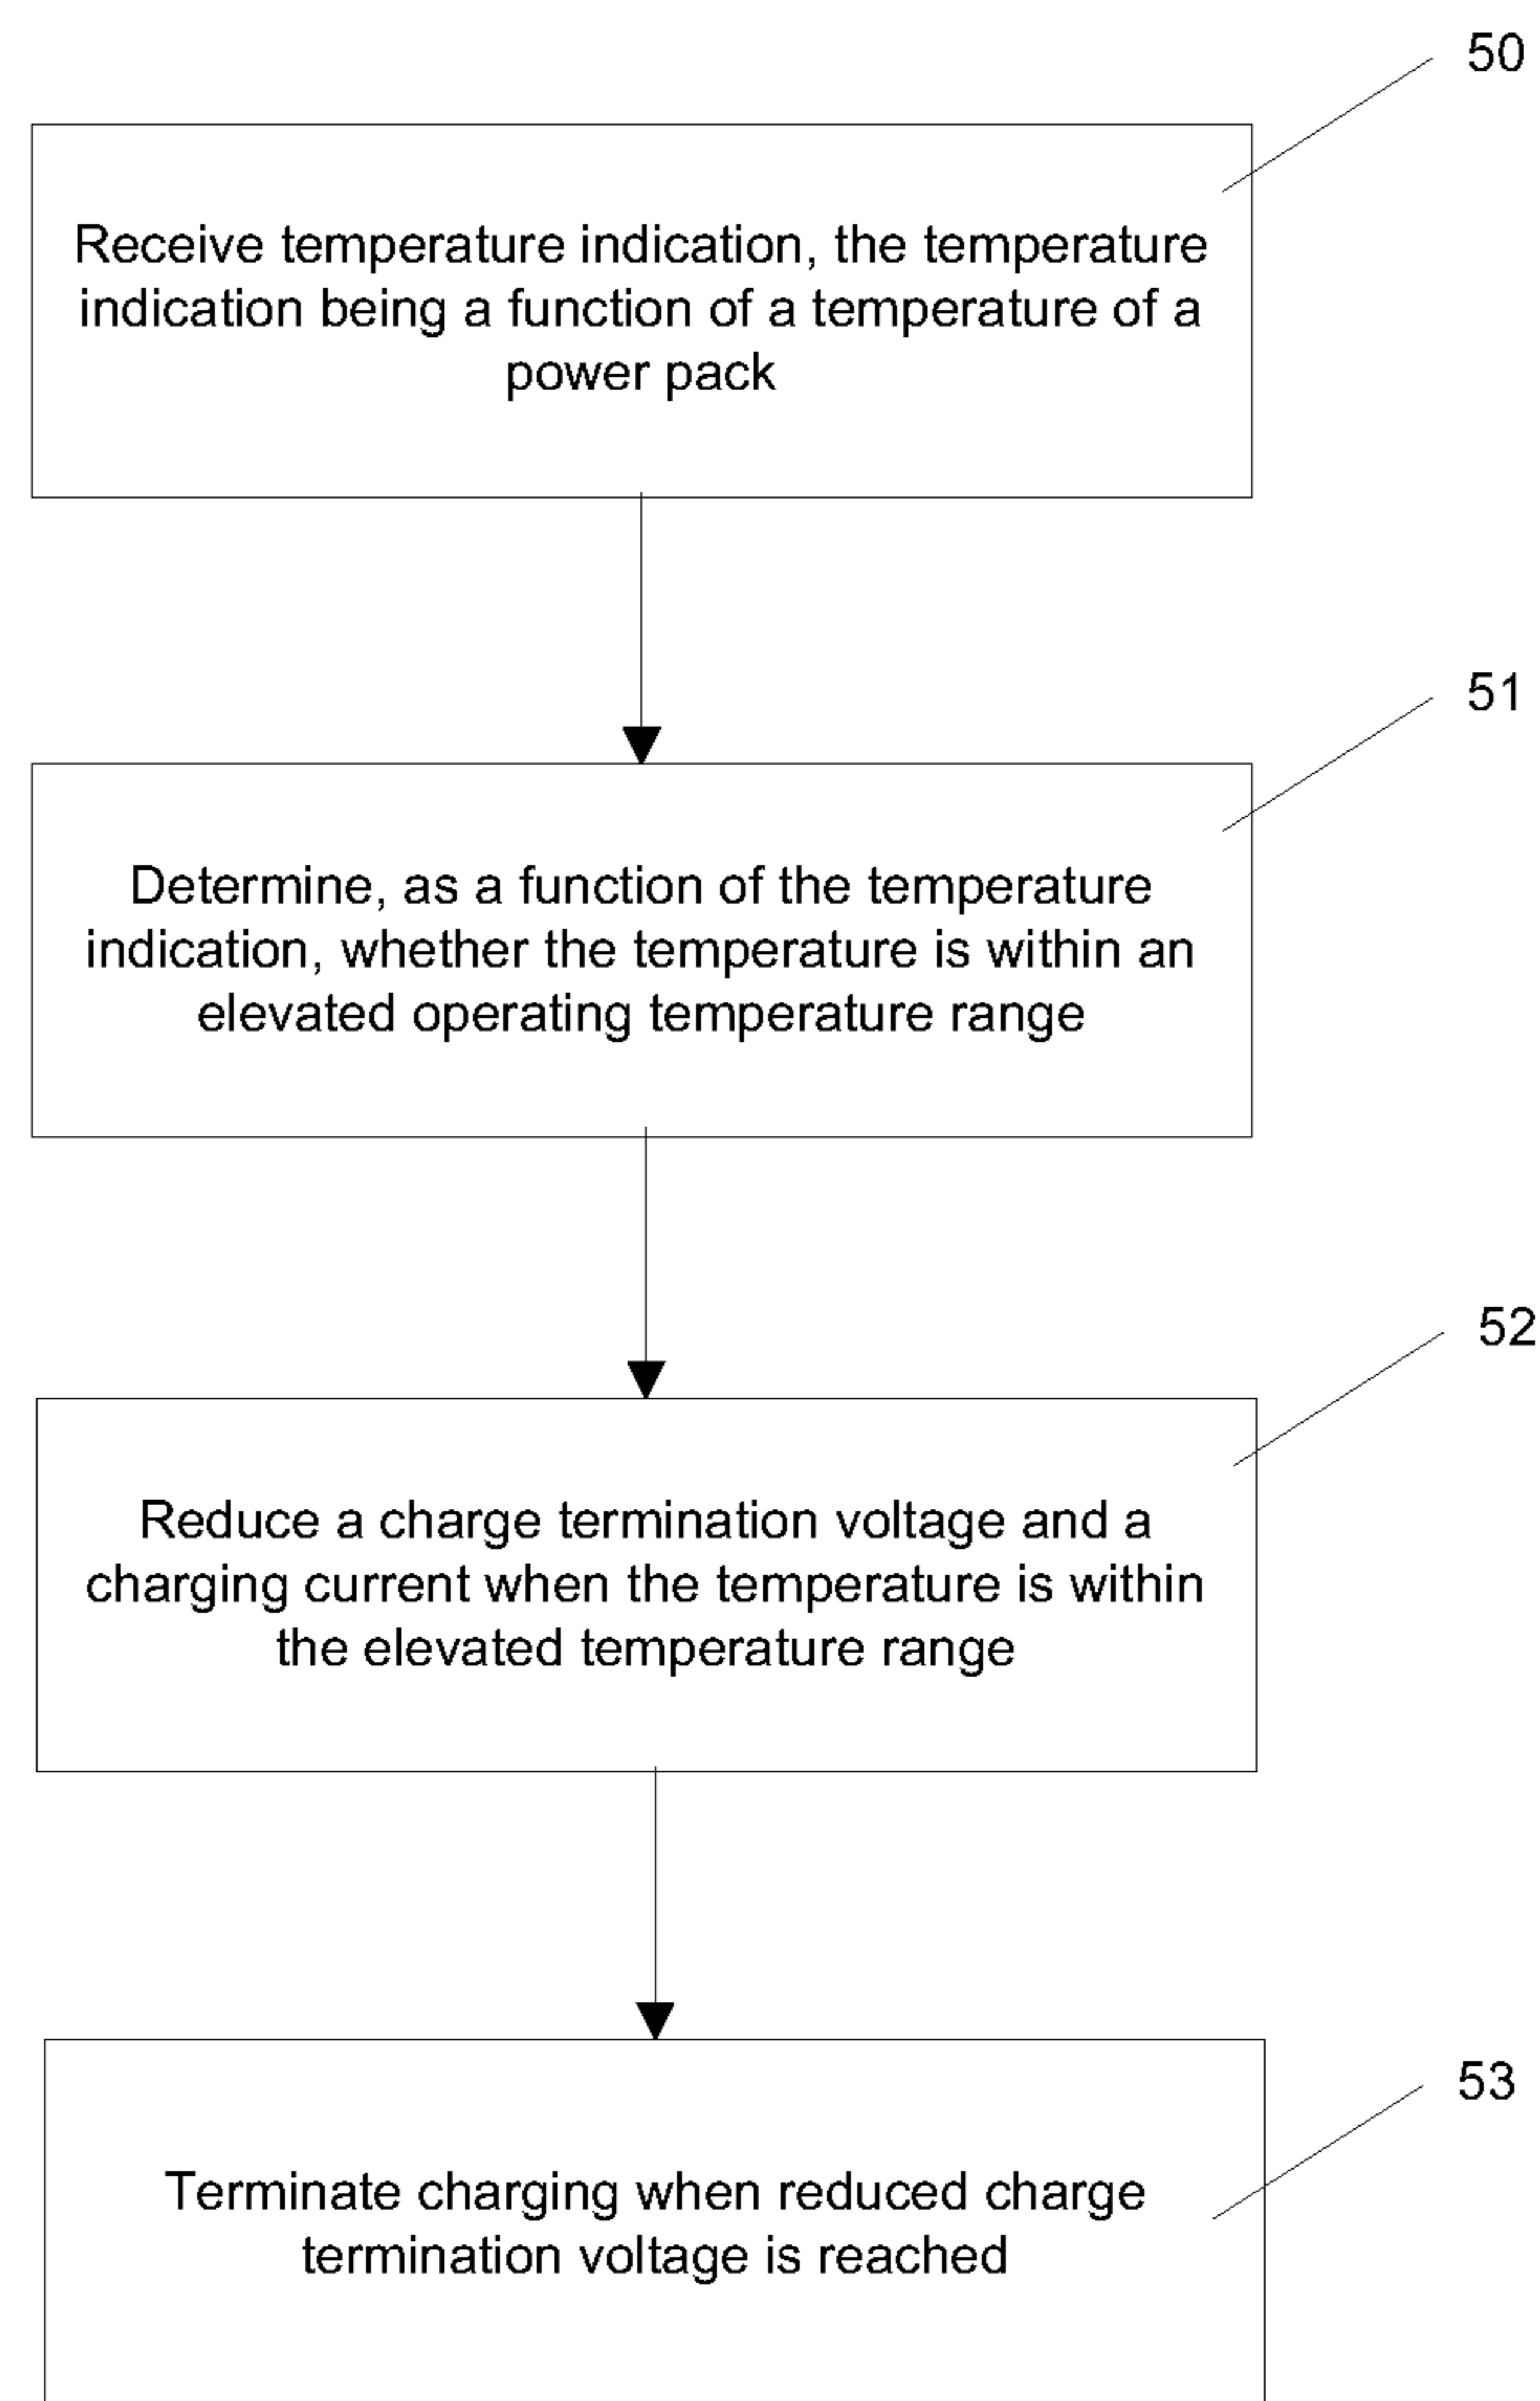 50
Receive temperature indication, the temperature
indication being a function of a temperature of a
power pack
51
Determine, as a function of the temperature
indication, whether the temperature is within an
elevated operating temperature range
52
Reduce a charge termination voltage and a
charging current when the temperature is within
the elevated temperature range
53
Terminate charging when reduced charge
termination voltage is reached